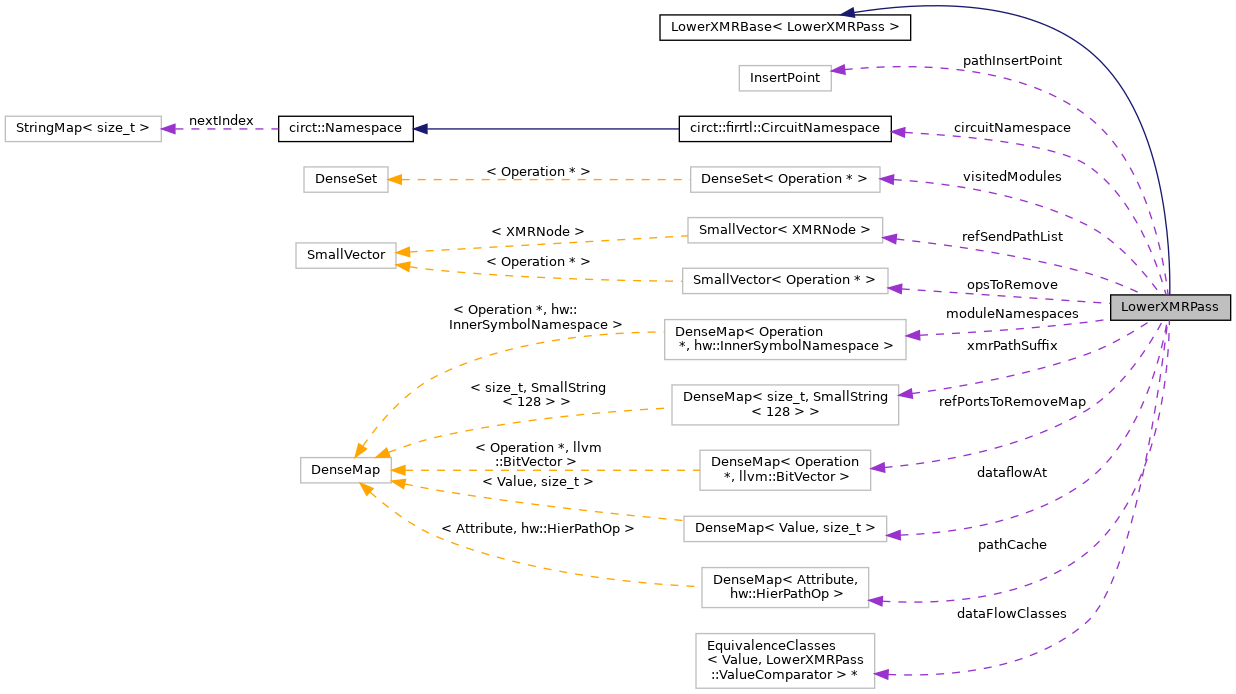 LowerXMRBase< LowerXMRPass >
pathInsertPoint
InsertPoint
StringMap< size_t >
nextIndex
circt::Namespace
circt::firrtl::CircuitNamespace
circuitNamespace
DenseSet
< Operation * >
DenseSet< Operation * >
visitedModules
SmallVector
< XMRNode >
SmallVector< XMRNode >
refSendPathList
< Operation * >
SmallVector< Operation * >
opsToRemove
LowerXMRPass
< Operation *, hw::
InnerSymbolNamespace >
DenseMap< Operation
*, hw::InnerSymbolNamespace >
moduleNamespaces
xmrPathSuffix
< size_t, SmallString
< 128 > >
DenseMap< size_t, SmallString
< 128 > >
refPortsToRemoveMap
DenseMap
< Operation *, llvm
::BitVector >
DenseMap< Operation
*, llvm::BitVector >
dataflowAt
< Value, size_t >
DenseMap< Value, size_t >
< Attribute, hw::HierPathOp >
pathCache
DenseMap< Attribute,
hw::HierPathOp >
dataFlowClasses
EquivalenceClasses
< Value, LowerXMRPass
::ValueComparator > *